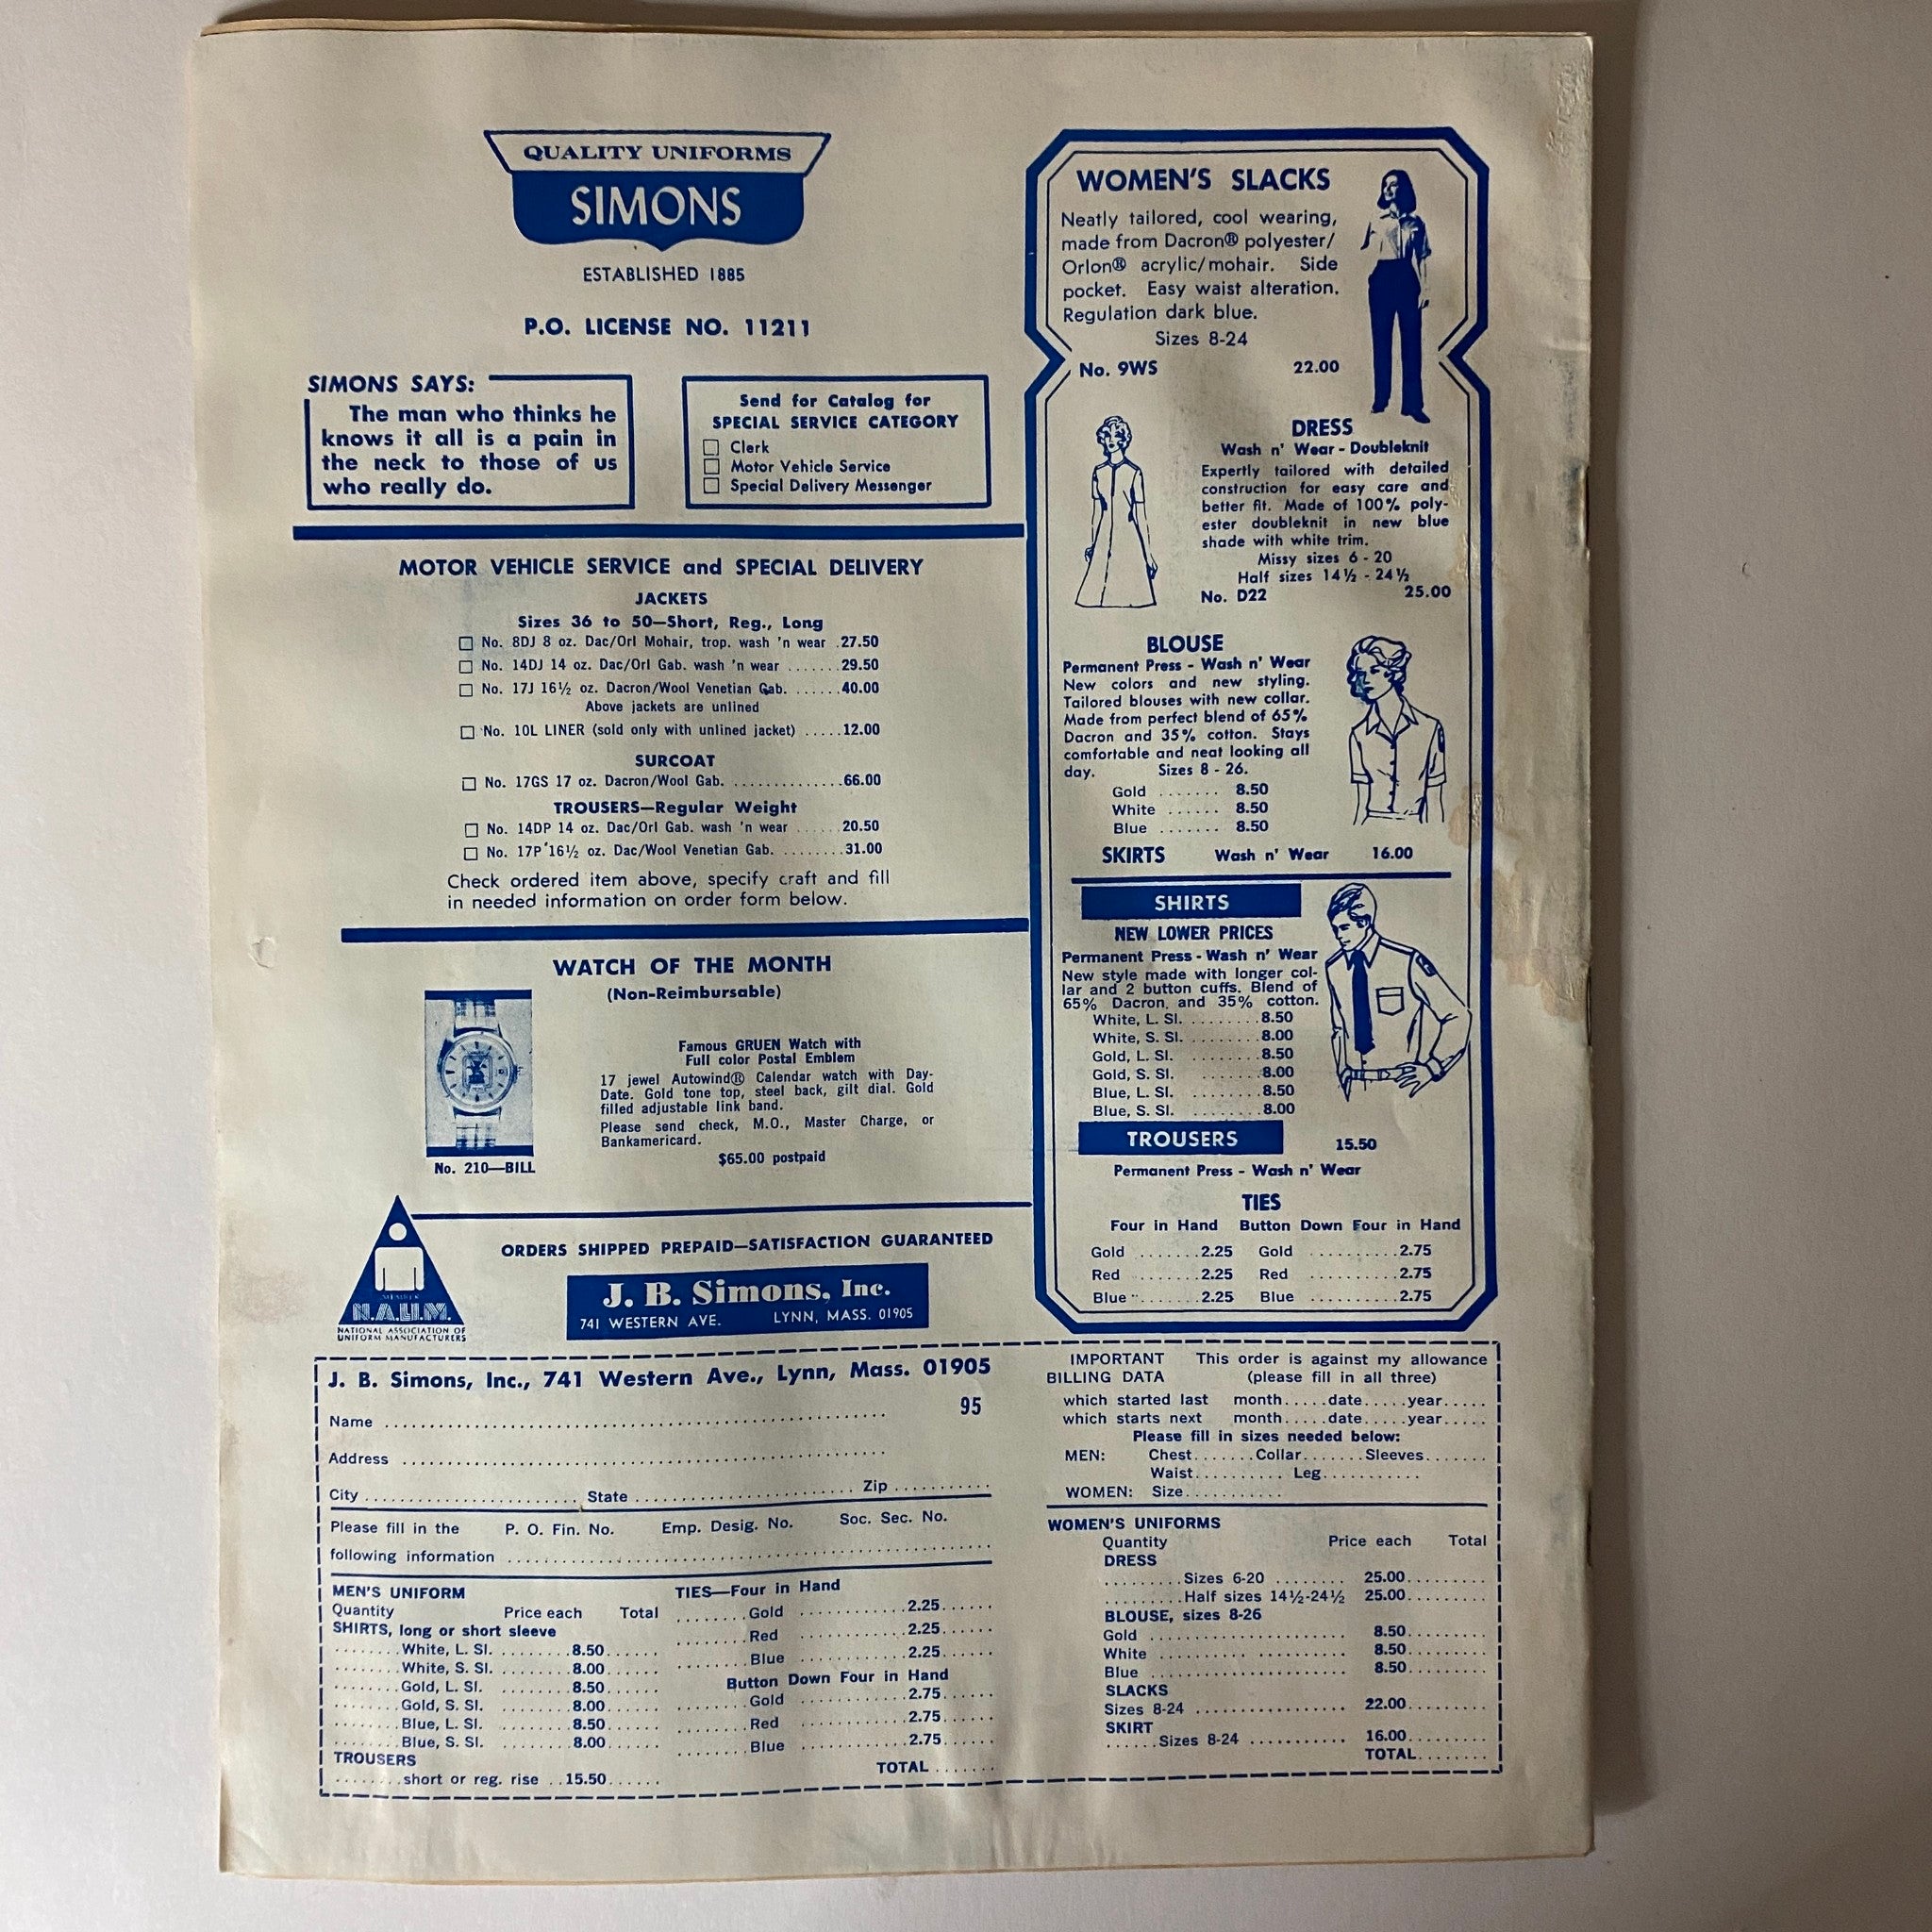 QUALITY UNIFORMS
SIMONS
ESTABLISHED 1885
P.O. LICENSE NO. 11211
SIMONS SAYS:
The man who thinks he
knows it all is a pain in
the neck to those of us
who really do.
Send for Catalog for
SPECIAL SERVICE CATEGORY
Clerk
Motor Vehicle Service
Special Delivery Messenger
MOTOR VEHICLE SERVICE and SPECIAL DELIVERY
JACKETS
Sizes 36 to 50—Short, Reg., Long
No. 8DJ 8 oz. Dac/Orl Mohair, trop. wash 'n wear .27.50
No. 14DJ 14 oz. Dac/Orl Gab. wash 'n wear .......29.50
No. 17J 16½ oz. Dacron/Wool Venetian Gab. ......40.00
Above jackets are unlined
No. 10L LINER (sold only with unlined jacket) .....12.00
SURCOAT
No. 17GS 17 oz. Dacron/Wool Gab. ..............66.00
TROUSERS—Regular Weight
No. 14DP 14 oz. Dac/Orl Gab. wash 'n wear ......20.50
No. 17P 16½ oz. Dac/Wool Venetian Gab. ........31.00
Check ordered item above, specify craft and fill
in needed information on order form below.
WATCH OF THE MONTH
(Non-Reimbursable)
Famous GRUEN Watch with
Full color Postal Emblem
17 jewel Autowind® Calendar watch with Day-
Date. Gold tone top, steel back, gilt dial. Gold
filled adjustable link band.
Please send check, M.O., Master Charge, or
Bankamericard.
$65.00 postpaid
No. 210—BILL
MEMBER
N.A.U.M.
NATIONAL ASSOCIATION OF
UNIFORM MANUFACTURERS
ORDERS SHIPPED PREPAID—SATISFACTION GUARANTEED
J. B. Simons, Inc.
741 WESTERN AVE. LYNN, MASS. 01905
WOMEN'S SLACKS
Neatly tailored, cool wearing,
made from Dacron® polyester/
Orlon® acrylic/mohair. Side
pocket. Easy waist alteration.
Regulation dark blue.
Sizes 8-24
No. 9WS 22.00
DRESS
Wash n' Wear - Doubleknit
Expertly tailored with detailed
construction for easy care and
better fit. Made of 100% poly-
ester doubleknit in new blue
shade with white trim.
Missy sizes 6 - 20
Half sizes 14½ - 24½
No. D22 25.00
BLOUSE
Permanent Press - Wash n' Wear
New colors and new styling.
Tailored blouses with new collar.
Made from perfect blend of 65%
Dacron and 35% cotton. Stays
comfortable and neat looking all
day. Sizes 8 - 26.
Gold ....... 8.50
White ...... 8.50
Blue ....... 8.50
SKIRTS Wash n' Wear 16.00
SHIRTS
NEW LOWER PRICES
Permanent Press - Wash n' Wear
New style made with longer col-
lar and 2 button cuffs. Blend of
65% Dacron, and 35% cotton.
White, L. Sl. .........8.50
White, S. Sl. .........8.00
Gold, L. Sl. .........8.50
Gold, S. Sl. .........8.00
Blue, L. Sl. .........8.50
Blue, S. Sl. .........8.00
TROUSERS 15.50
Permanent Press - Wash n' Wear
TIES
Four in Hand Button Down Four in Hand
Gold .......2.25 Gold ..........2.75
Red .......2.25 Red ..........2.75
Blue .......2.25 Blue ..........2.75
J. B. Simons, Inc., 741 Western Ave., Lynn, Mass. 01905
95
Name
Address
City State Zip
Please fill in the P. O. Fin. No. Emp. Desig. No. Soc. Sec. No.
following information
MEN'S UNIFORM
Quantity Price each Total
SHIRTS, long or short sleeve
White, L. Sl. .........8.50
White, S. Sl. .........8.00
Gold, L. Sl. .........8.50
Gold, S. Sl. .........8.00
Blue, L. Sl. .........8.50
Blue, S. Sl. .........8.00
TROUSERS
short or reg. rise ..15.50
TIES—Four in Hand
Gold ............2.25
Red ............2.25
Blue ............2.25
Button Down Four in Hand
Gold ............2.75
Red ............2.75
Blue ............2.75
TOTAL
IMPORTANT This order is against my allowance
BILLING DATA (please fill in all three)
which started last month.....date.....year.....
which starts next month.....date.....year.....
Please fill in sizes needed below:
MEN: Chest.......Collar.......Sleeves.......
Waist.......... Leg...........
WOMEN: Size...........
WOMEN'S UNIFORMS
Quantity Price each Total
DRESS
Sizes 6-20 ........ 25.00
Half sizes 14½-24½ 25.00
BLOUSE, sizes 8-26
Gold 8.50
White 8.50
Blue 8.50
SLACKS
Sizes 8-24 22.00
SKIRT
Sizes 8-24 16.00
TOTAL